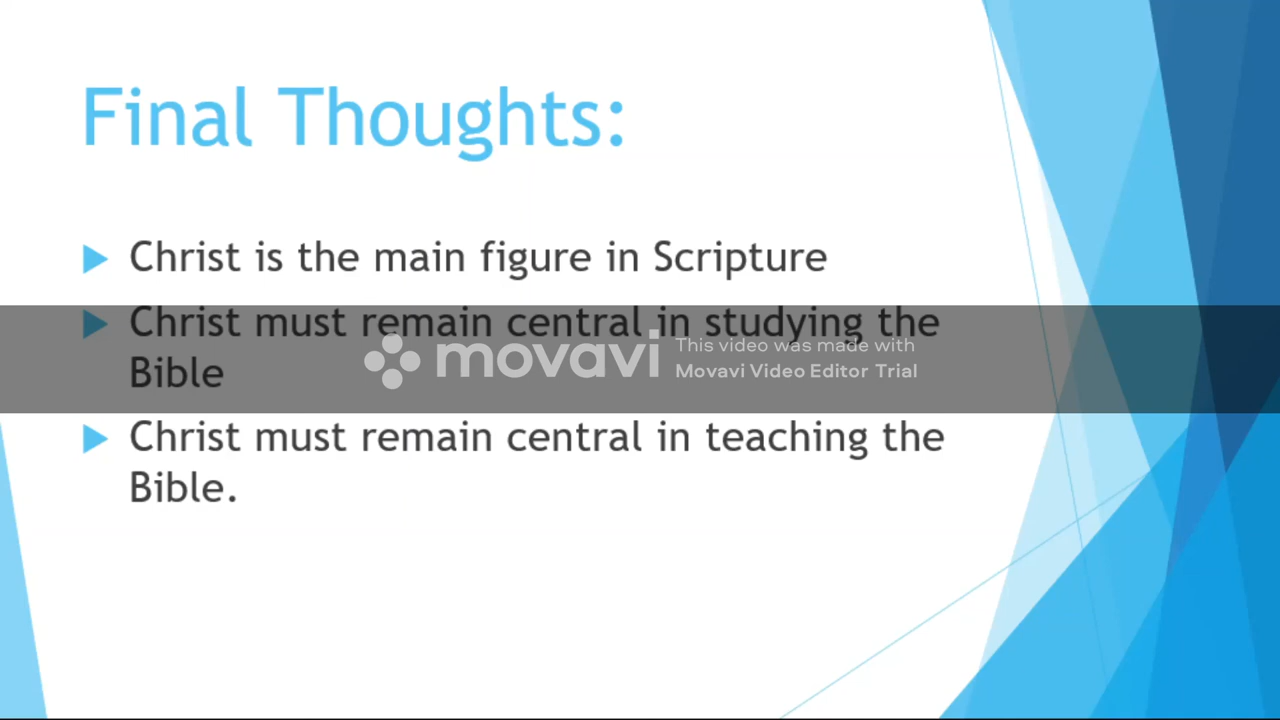 Final Thoughts:
Christ is the main figure in Scripture
Christ must remain central in studying the
Bible
movavi
This video was made with
Movavi Video Editor Trial
Christ must remain central in teaching the
Bible.